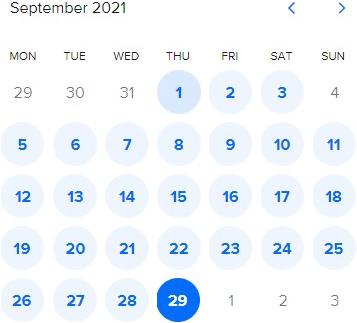 September 2021
MON TUE WED THU FRI SAT SUN
29 30 31 1 2 3 4
5 6 7 8 9 10 11
12 13 14 15 16 17 18
19 20 21 22 23 24 25
26 27 28 29 1 2 3